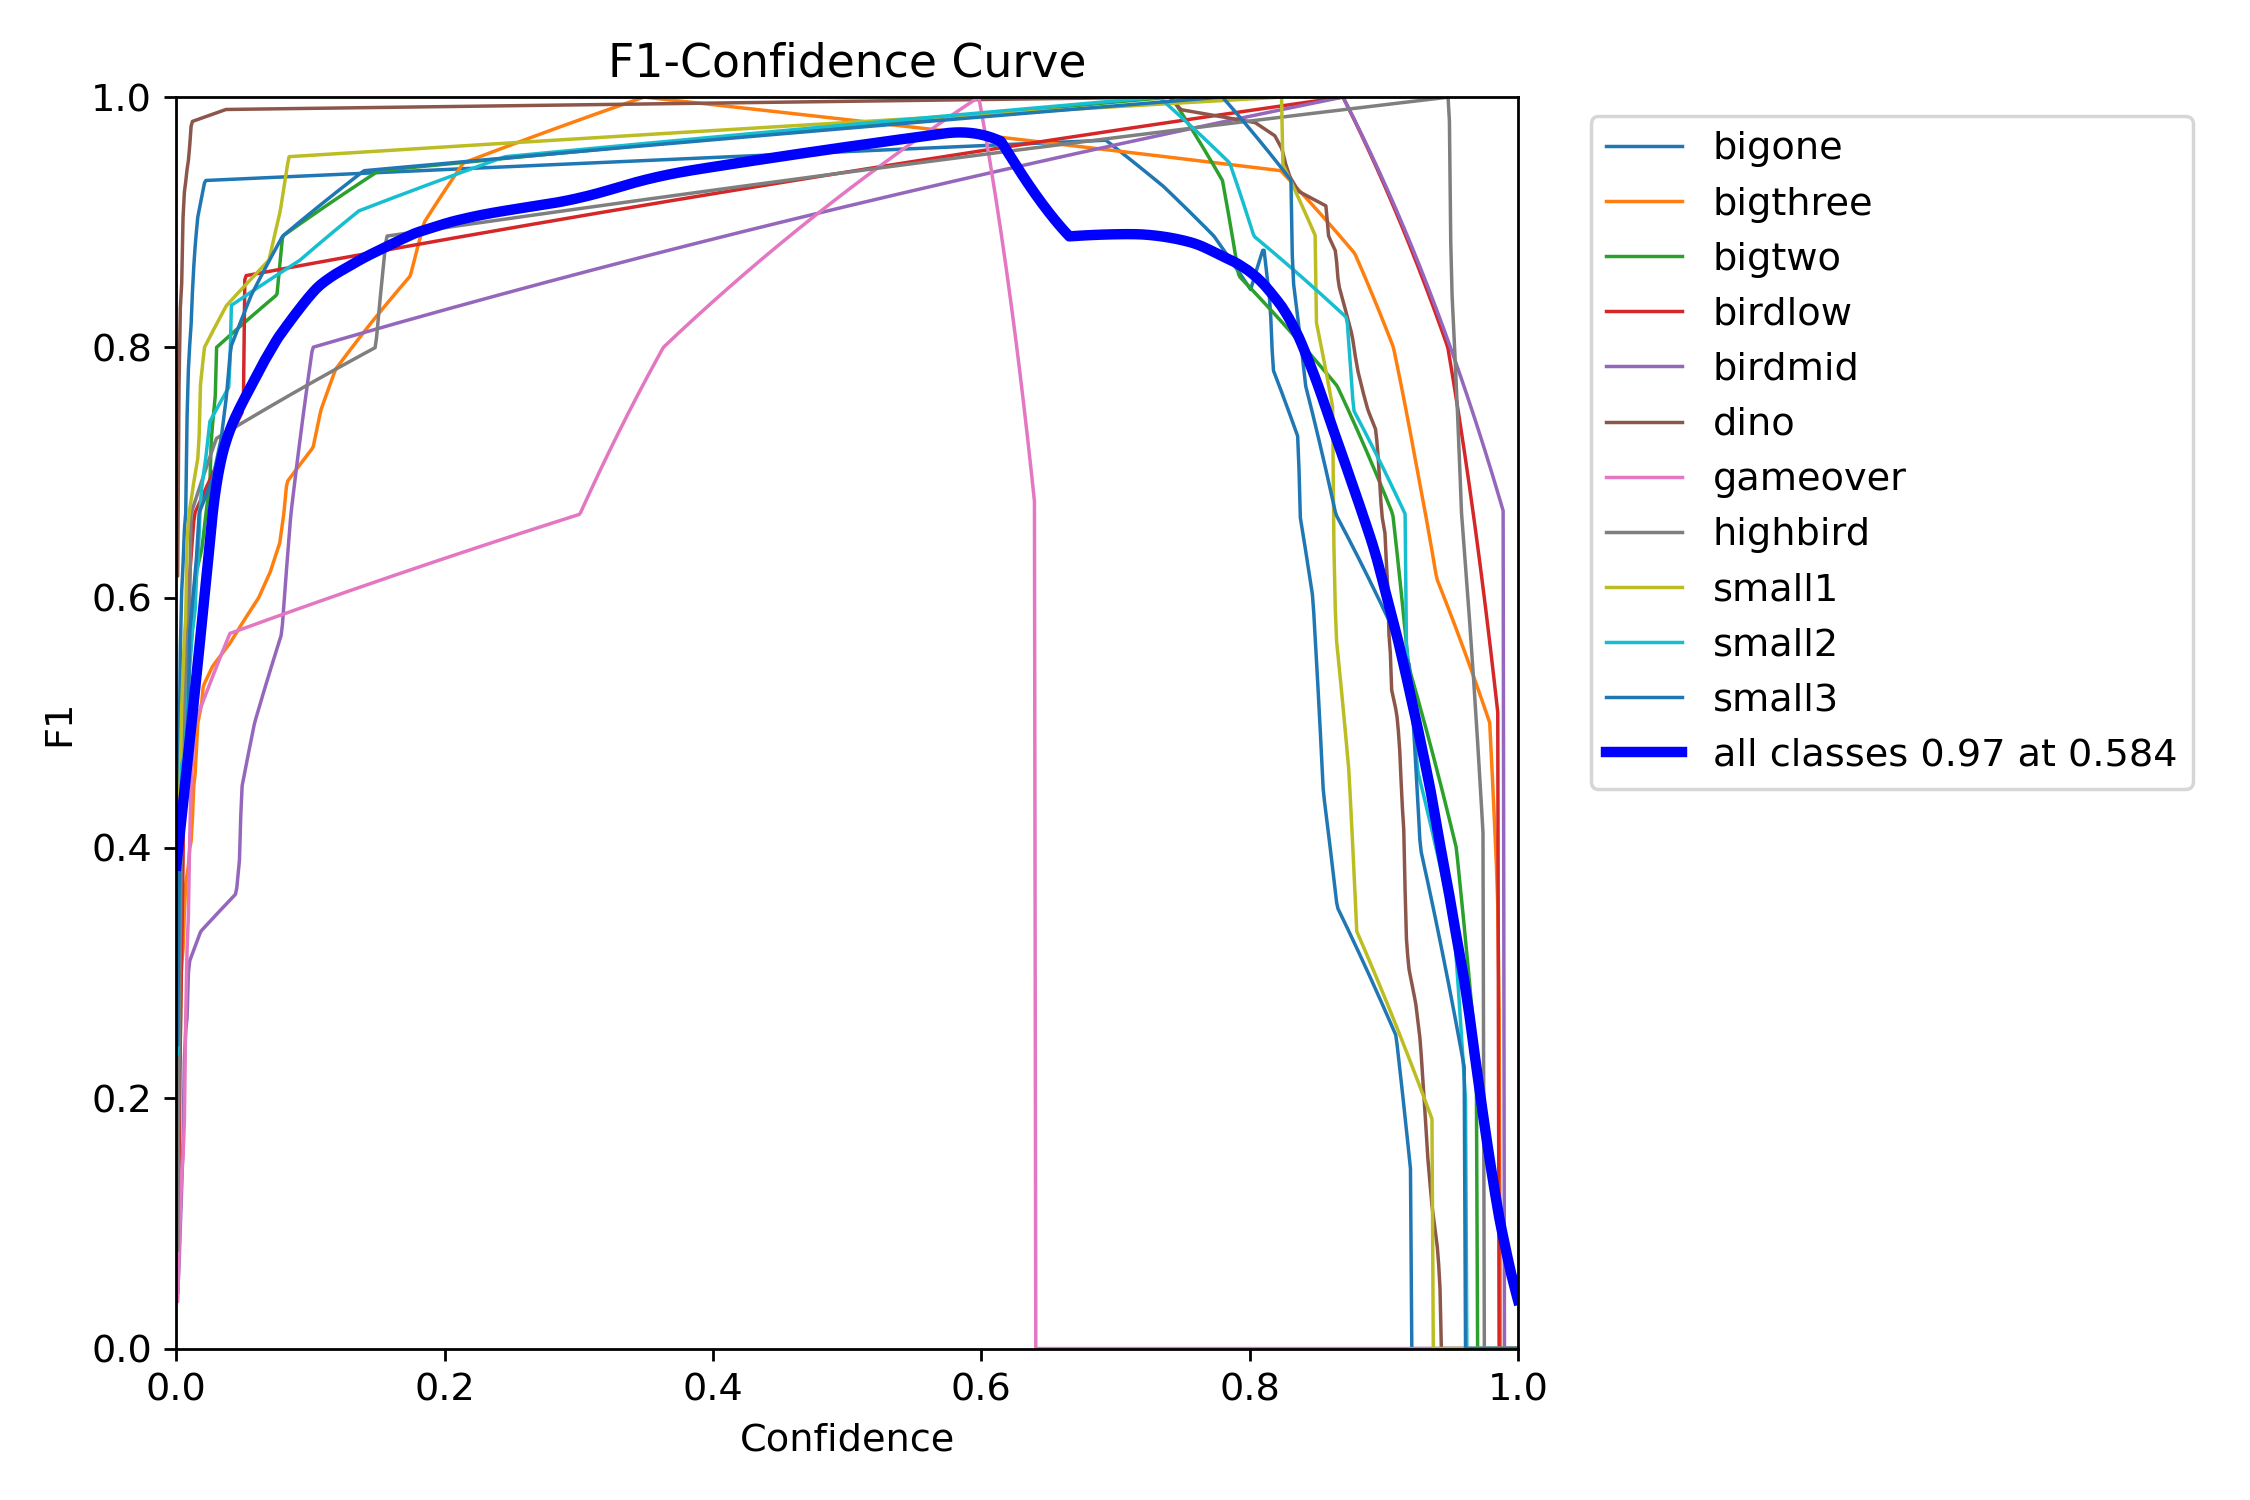 F1-Confidence Curve
1.0
0.8
0.6
0.4
0.2
0.0
F1
0.0 0.2 0.4 0.6 0.8 1.0
Confidence
bigone
bigthree
bigtwo
birdlow
birdmid
dino
gameover
highbird
small1
small2
small3
all classes 0.97 at 0.584